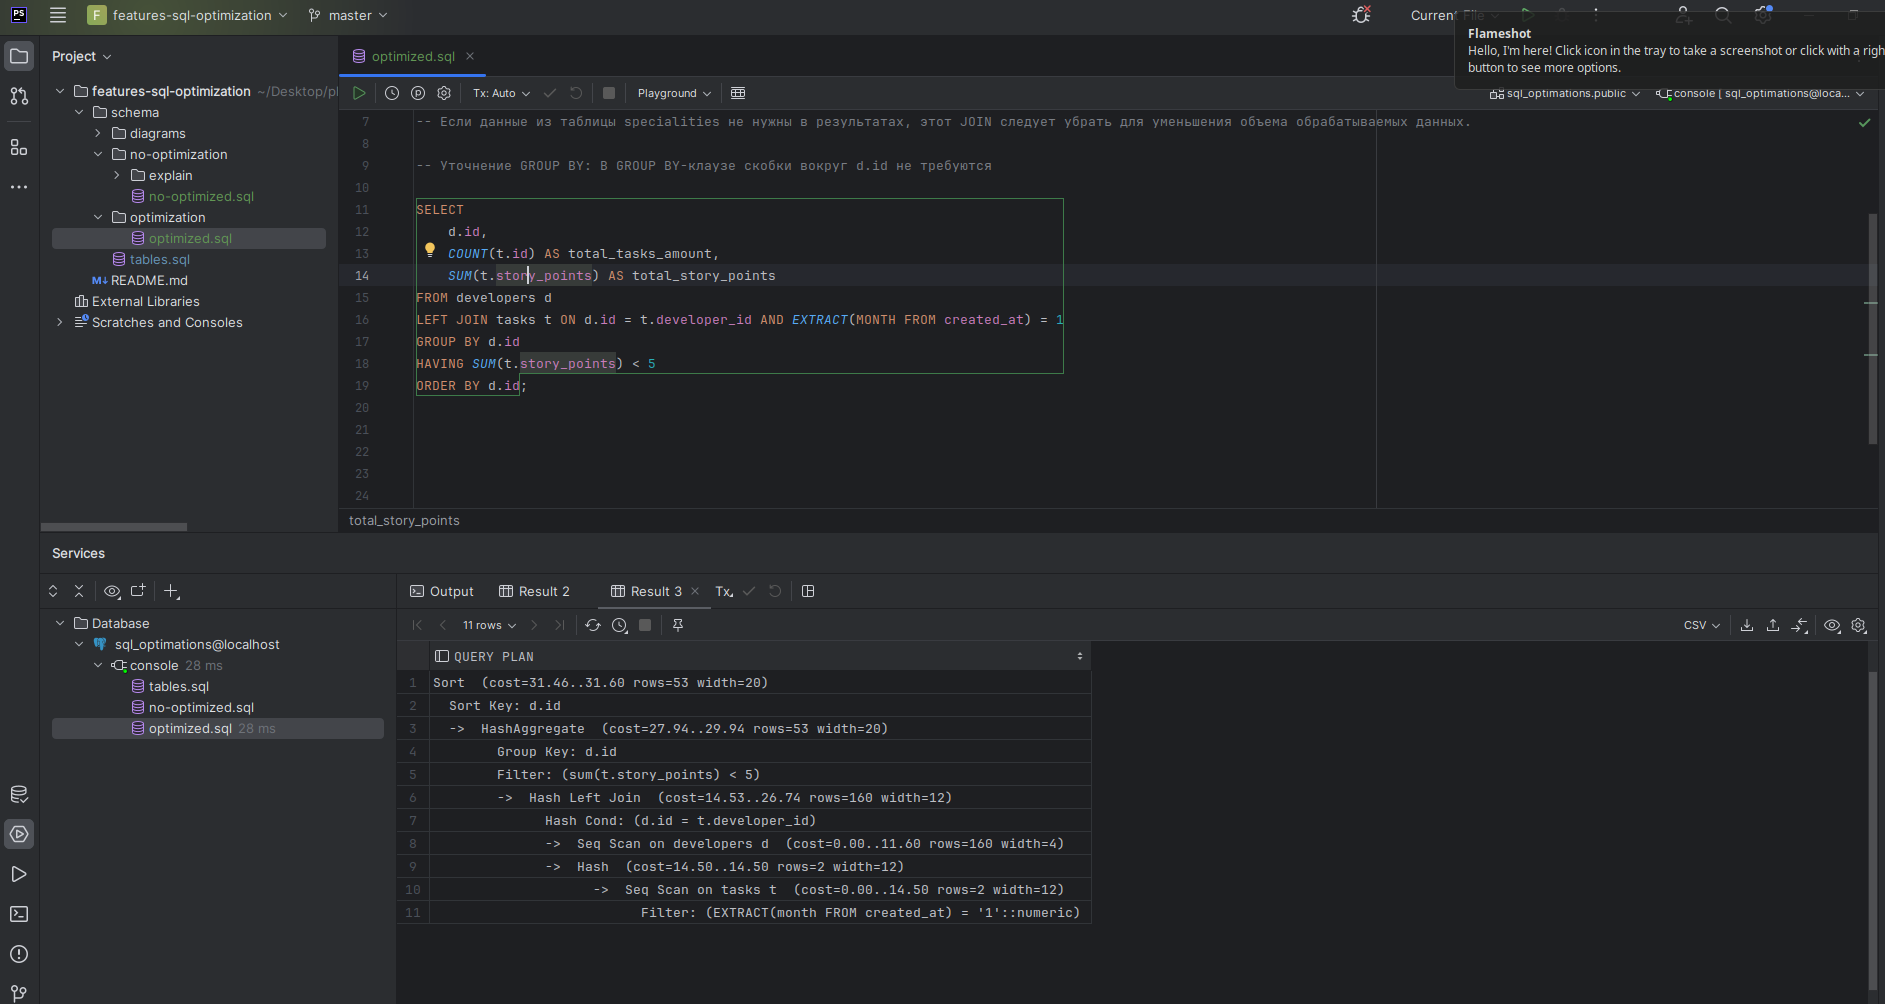 PS
F features-sql-optimization
master
Current File
Flameshot
Hello, I'm here! Click icon in the tray to take a screenshot or click with a righ
button to see more options.
Project
features-sql-optimization ~/Desktop/pl
schema
diagrams
no-optimization
explain
no-optimized.sql
optimization
optimized.sql
tables.sql
M↓ README.md
External Libraries
Scratches and Consoles
optimized.sql
Tx: Auto
Playground
sql_optimations.public
console [ sql_optimations@loca...
7 -- Если данные из таблицы specialities не нужны в результатах, этот JOIN следует убрать для уменьшения объема обрабатываемых данных.
8
9 -- Уточнение GROUP BY: В GROUP BY-клаузе скобки вокруг d.id не требуются
10
11 SELECT
12 d.id,
13 COUNT(t.id) AS total_tasks_amount,
14 SUM(t.story_points) AS total_story_points
15 FROM developers d
16 LEFT JOIN tasks t ON d.id = t.developer_id AND EXTRACT(MONTH FROM created_at) = 1
17 GROUP BY d.id
18 HAVING SUM(t.story_points) < 5
19 ORDER BY d.id;
20
21
22
23
24
total_story_points
Services
Database
sql_optimations@localhost
console 28 ms
tables.sql
no-optimized.sql
optimized.sql 28 ms
Output
Result 2
Result 3
Tx
11 rows
CSV
QUERY PLAN
1 Sort (cost=31.46..31.60 rows=53 width=20)
2 Sort Key: d.id
3 -> HashAggregate (cost=27.94..29.94 rows=53 width=20)
4 Group Key: d.id
5 Filter: (sum(t.story_points) < 5)
6 -> Hash Left Join (cost=14.53..26.74 rows=160 width=12)
7 Hash Cond: (d.id = t.developer_id)
8 -> Seq Scan on developers d (cost=0.00..11.60 rows=160 width=4)
9 -> Hash (cost=14.50..14.50 rows=2 width=12)
10 -> Seq Scan on tasks t (cost=0.00..14.50 rows=2 width=12)
11 Filter: (EXTRACT(month FROM created_at) = '1'::numeric)